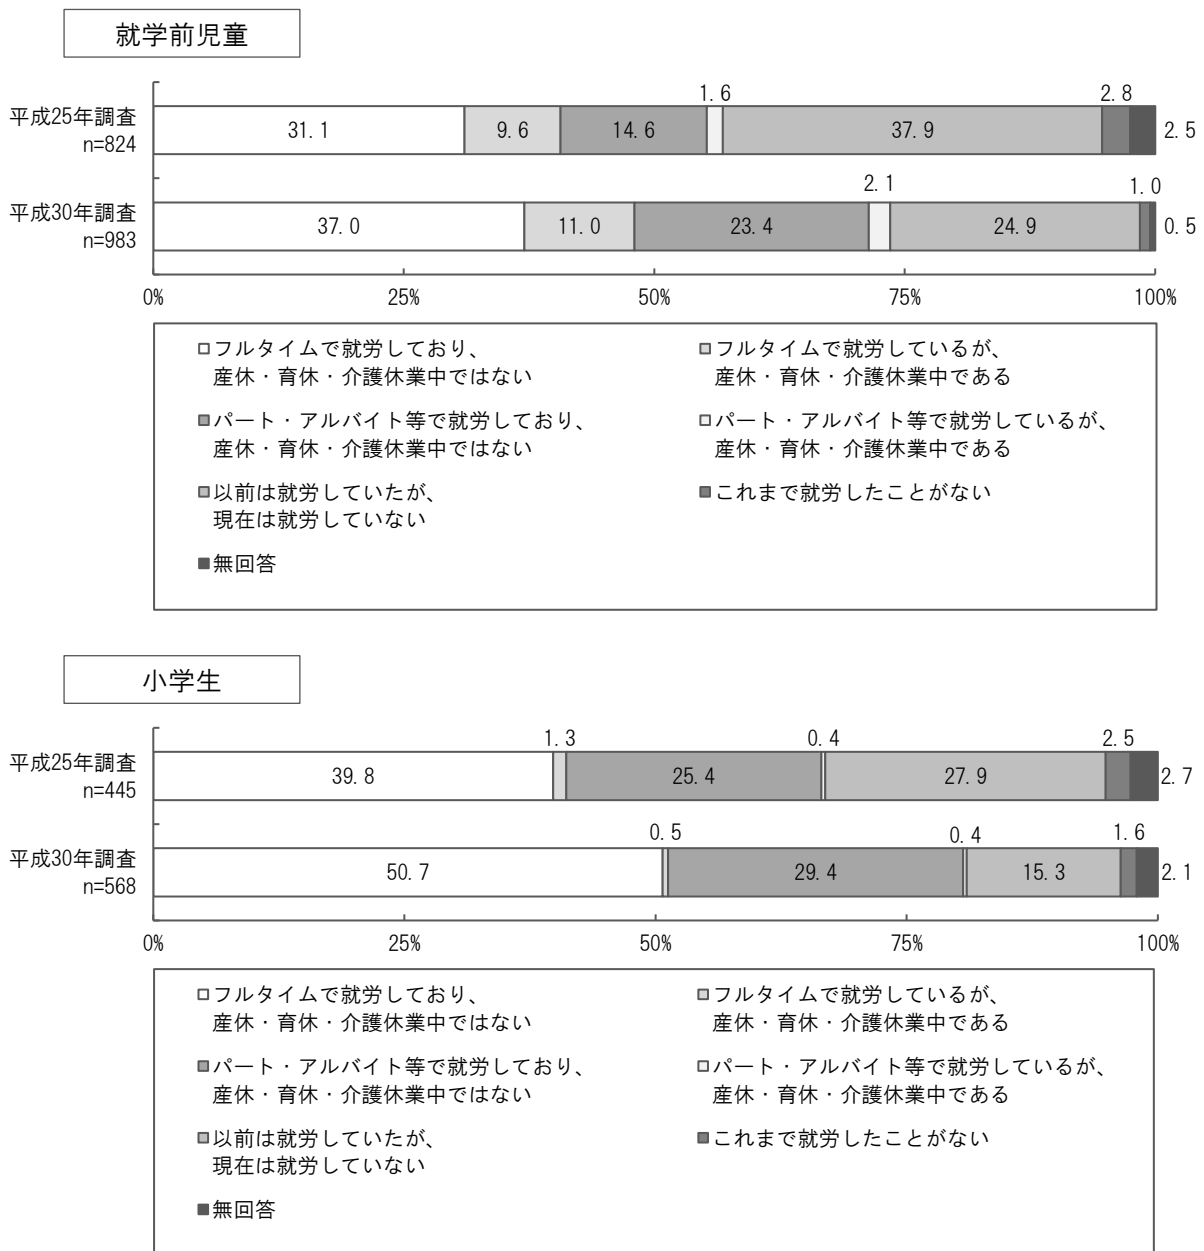 就学前児童
1.6
2.8
平成25年調査
n=824
31.1
9.6
14.6
37.9
2.5
2.1
1.0
平成30年調査
n=983
37.0
11.0
23.4
24.9
0.5
0%
25%
50%
75%
100%
フルタイムで就労しており、
産休・育休・介護休業中ではない
フルタイムで就労しているが、
産休・育休・介護休業中である
パート・アルバイト等で就労しており、
産休・育休・介護休業中ではない
パート・アルバイト等で就労しているが、
産休・育休・介護休業中である
以前は就労していたが、
現在は就労していない
これまで就労したことがない
無回答
小学生
1.3
0.4
2.5
平成25年調査
n=445
39.8
25.4
27.9
2.7
0.5
0.4
1.6
平成30年調査
n=568
50.7
29.4
15.3
2.1
0%
25%
50%
75%
100%
フルタイムで就労しており、
産休・育休・介護休業中ではない
フルタイムで就労しているが、
産休・育休・介護休業中である
パート・アルバイト等で就労しており、
産休・育休・介護休業中ではない
パート・アルバイト等で就労しているが、
産休・育休・介護休業中である
以前は就労していたが、
現在は就労していない
これまで就労したことがない
無回答